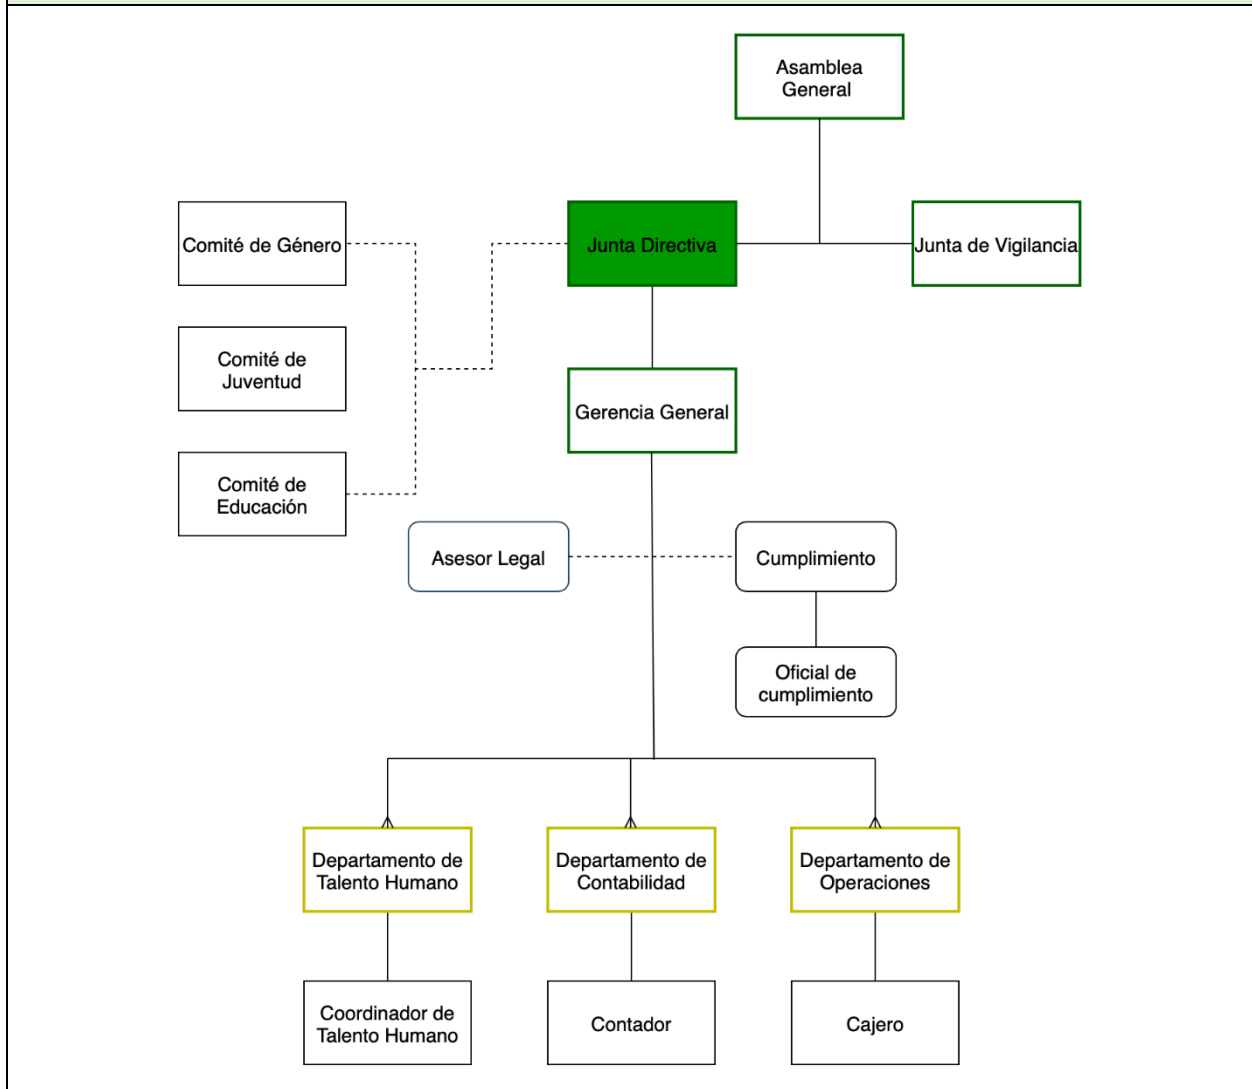 Asamblea
General
Comité de Género
Junta Directiva
Junta de Vigilancia
Comité de
Juventud
Gerencia General
Comité de
Educación
Asesor Legal
Cumplimiento
Oficial de
cumplimiento
Departamento de
Talento Humano
Departamento de
Contabilidad
Departamento de
Operaciones
Coordinador de
Talento Humano
Contador
Cajero